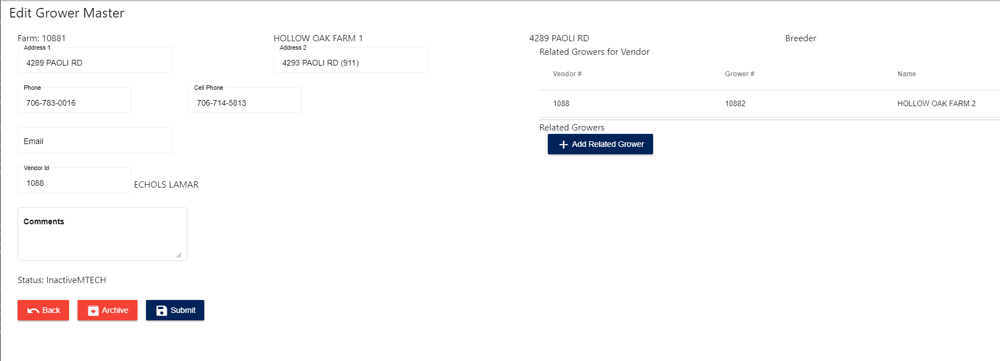 Edit Grower Master
Farm: 10881 HOLLOW OAK FARM 1 4289 PAOLI RD Breeder
Address 1 Address 2
4289 PAOLI RD 4293 PAOLI RD (911)
Phone Cell Phone
706-783-0016 706-714-5813
Email
Vendor Id
1088 ECHOLS LAMAR
Comments
Status: InactiveMTECH
Back Archive Submit
Related Growers for Vendor
Vendor # Grower # Name
1088 10882 HOLLOW OAK FARM 2
Related Growers
Add Related Grower